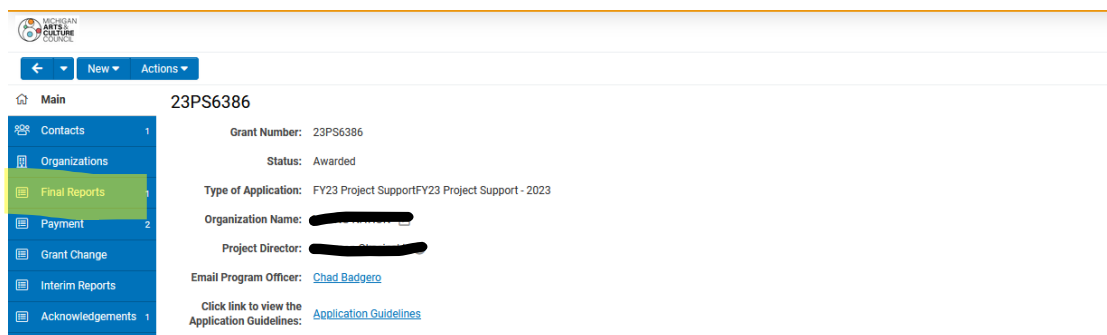 MICHIGAN
ARTS &
CULTURE
COUNCIL
New Actions
Main
23PS6386
Contacts 1
Grant Number: 23PS6386
Organizations
Status: Awarded
Final Reports 1
Type of Application: FY23 Project SupportFY23 Project Support - 2023
Payment 2
Organization Name:
Grant Change
Project Director:
Interim Reports
Email Program Officer: Chad Badgero
Acknowledgements 1
Click link to view the
Application Guidelines: Application Guidelines